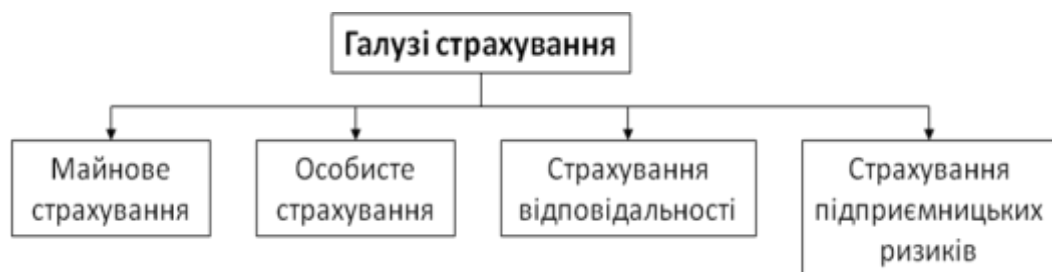 Галузі страхування
Майнове
страхування
Особисте
страхування
Страхування
відповідальності
Страхування
підприємницьких
ризиків